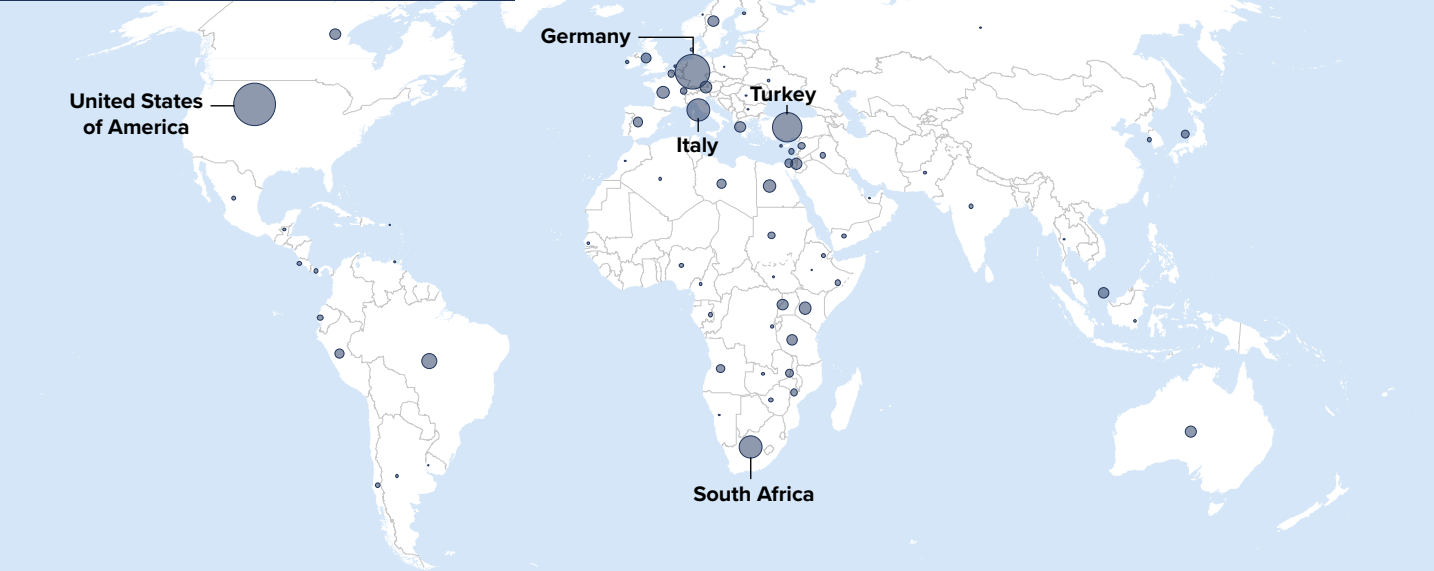 Germany
United States
of America
Turkey
Italy
South Africa